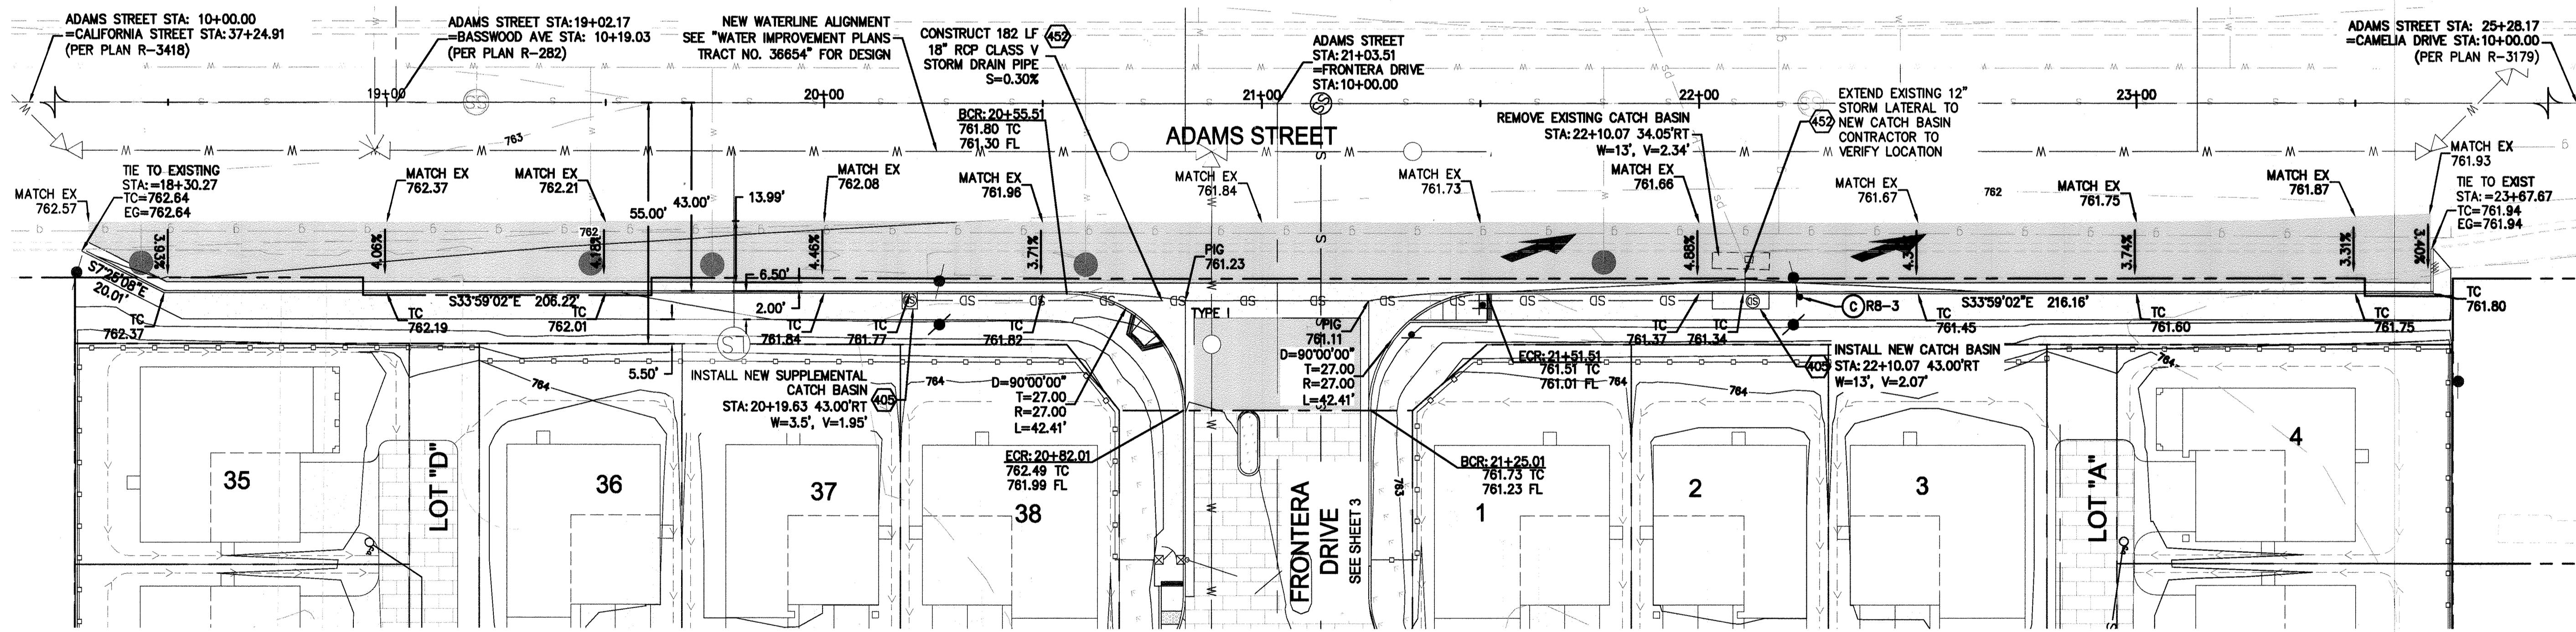 ADAMS STREET STA: 10+00.00
=CALIFORNIA STREET STA: 37+24.91
(PER PLAN R-3418)
ADAMS STREET STA: 19+02.17
=BASSWOOD AVE STA: 10+19.03
(PER PLAN R-282)
NEW WATERLINE ALIGNMENT
SEE "WATER IMPROVEMENT PLANS
TRACT NO. 36654" FOR DESIGN
CONSTRUCT 182 LF
18" RCP CLASS V
STORM DRAIN PIPE
S=0.30%
452
ADAMS STREET
STA: 21+03.51
=FRONTERA DRIVE
STA: 10+00.00
ADAMS STREET STA: 25+28.17
=CAMELIA DRIVE STA: 10+00.00
(PER PLAN R-3179)
19+00
20+00
21+00
22+00
23+00
SS
SS
SS
BCR: 20+55.51
761.80 TC
761.30 FL
ADAMS STREET
REMOVE EXISTING CATCH BASIN
STA: 22+10.07 34.05'RT
W=13', V=2.34'
452
EXTEND EXISTING 12"
STORM LATERAL TO
NEW CATCH BASIN
CONTRACTOR TO
VERIFY LOCATION
763
762
762
MATCH EX
762.57
TIE TO EXISTING
STA:=18+30.27
TC=762.64
EG=762.64
MATCH EX
762.37
MATCH EX
762.21
MATCH EX
762.08
MATCH EX
761.96
MATCH EX
761.84
MATCH EX
761.73
MATCH EX
761.66
MATCH EX
761.67
MATCH EX
761.75
MATCH EX
761.87
MATCH EX
761.93
TIE TO EXIST
STA:=23+67.67
TC=761.94
EG=761.94
55.00'
43.00'
13.99'
3.93%
4.06%
4.18%
4.46%
3.71%
4.88%
3.74%
3.31%
3.40%
PIG
761.23
6.50'
2.00'
5.50'
S7°25'08"E
20.01'
S33°59'02"E 206.22'
S33°59'02"E 216.16'
R8-3
C
TC
762.37
TC
762.19
TC
762.01
TC
761.84
TC
761.77
TC
761.82
TYPE I
PIG
761.11
D=90°00'00"
T=27.00
R=27.00
L=42.41'
TC
761.37
TC
761.34
TC
761.45
TC
761.60
TC
761.75
TC
761.80
LS
SD
INSTALL NEW SUPPLEMENTAL
CATCH BASIN
STA: 20+19.63 43.00'RT
W=3.5', V=1.95'
405
D=90°00'00"
T=27.00
R=27.00
L=42.41'
ECR: 21+51.51
761.51 TC
761.01 FL
405
INSTALL NEW CATCH BASIN
STA: 22+10.07 43.00'RT
W=13', V=2.07'
764
764
764
764
764
763
ECR: 20+82.01
762.49 TC
761.99 FL
BCR: 21+25.01
761.73 TC
761.23 FL
35
LOT "D"
36
37
38
FRONTERA
DRIVE
SEE SHEET 3
1
2
3
LOT "A"
4